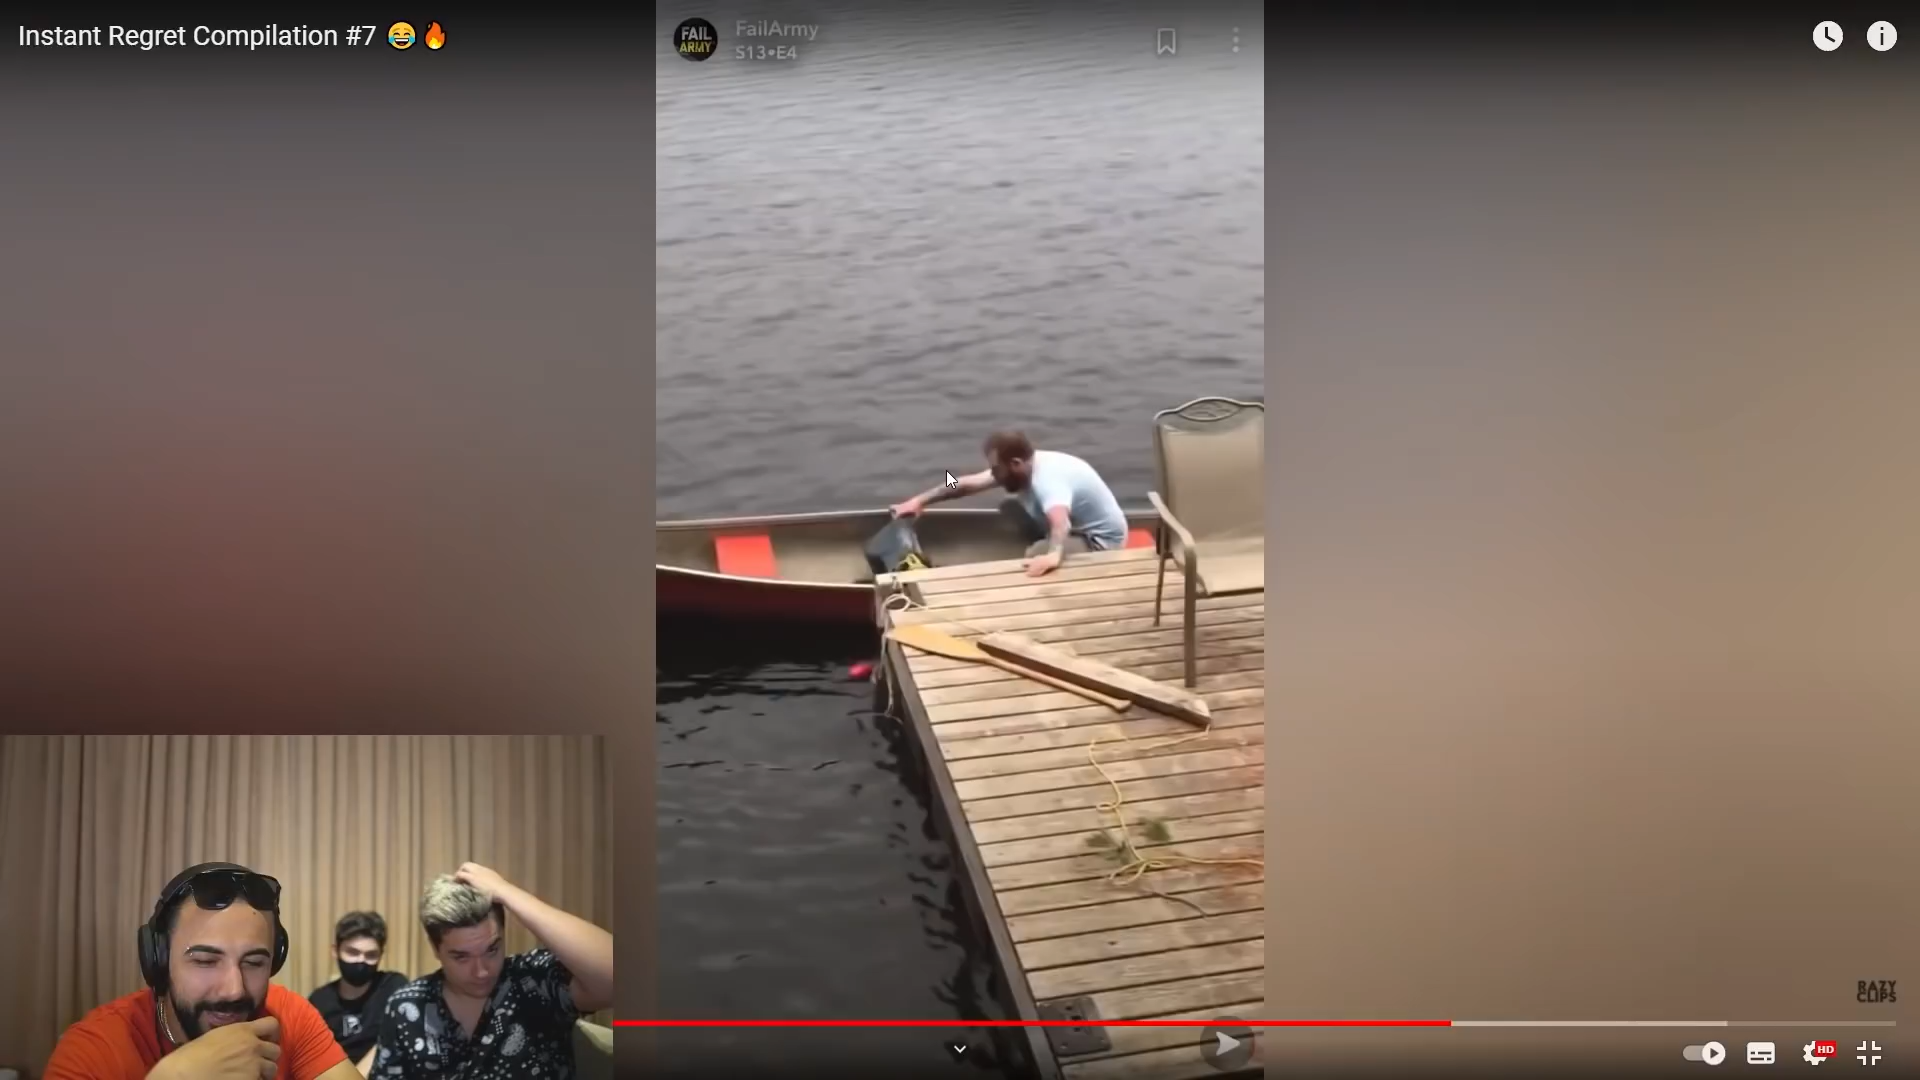 Instant Regret Compilation #7 😂🔥
FAIL
ARMY
FailArmy
S13•E4
RAZY
CLIPS
HD